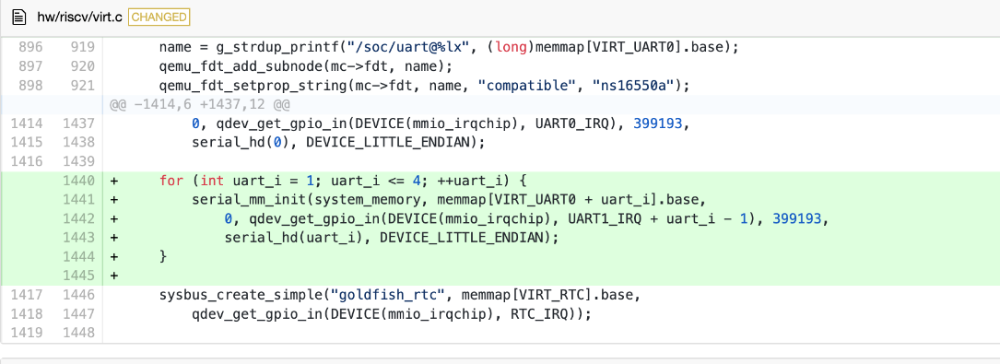 hw/riscv/virt.c CHANGED
896 919 name = g_strdup_printf("/soc/uart@%lx", (long)memmap[VIRT_UART0].base);
897 920 qemu_fdt_add_subnode(mc->fdt, name);
898 921 qemu_fdt_setprop_string(mc->fdt, name, "compatible", "ns16550a");
@@ -1414,6 +1437,12 @@
1414 1437 0, qdev_get_gpio_in(DEVICE(mmio_irqchip), UART0_IRQ), 399193,
1415 1438 serial_hd(0), DEVICE_LITTLE_ENDIAN);
1416 1439
1440 + for (int uart_i = 1; uart_i <= 4; ++uart_i) {
1441 + serial_mm_init(system_memory, memmap[VIRT_UART0 + uart_i].base,
1442 + 0, qdev_get_gpio_in(DEVICE(mmio_irqchip), UART1_IRQ + uart_i - 1), 399193,
1443 + serial_hd(uart_i), DEVICE_LITTLE_ENDIAN);
1444 + }
1445 +
1417 1446 sysbus_create_simple("goldfish_rtc", memmap[VIRT_RTC].base,
1418 1447 qdev_get_gpio_in(DEVICE(mmio_irqchip), RTC_IRQ));
1419 1448